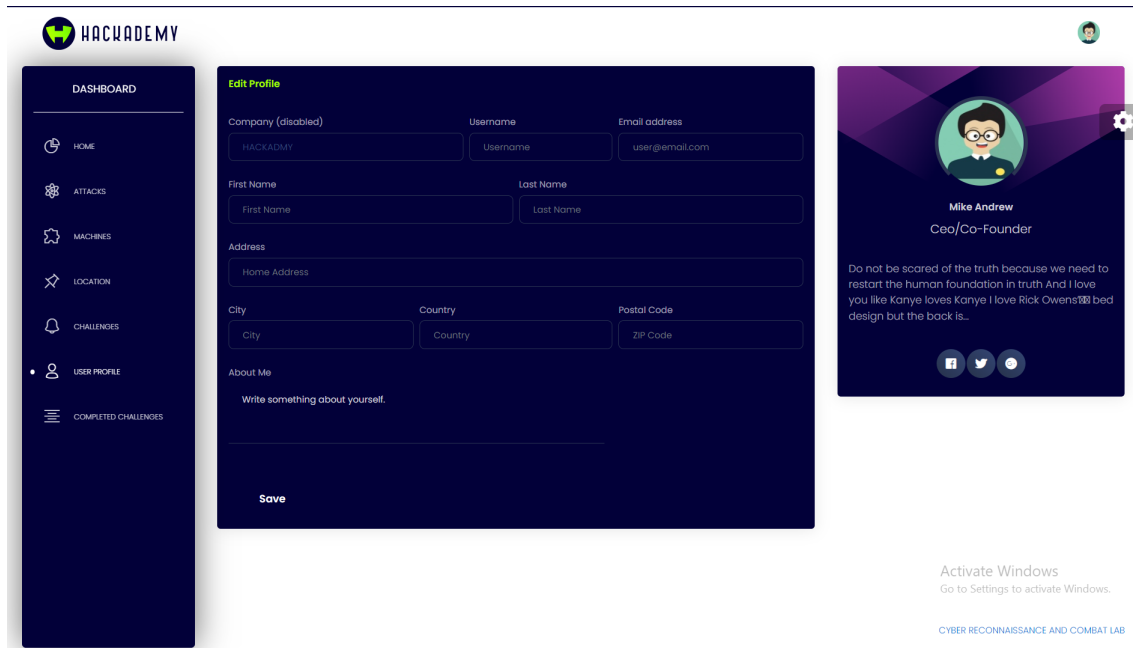 HACKADEMY
DASHBOARD
HOME
ATTACKS
MACHINES
LOCATION
CHALLENGES
USER PROFILE
COMPLETED CHALLENGES
Edit Profile
Company (disabled) Username Email address
HACKADMY Username user@email.com
First Name Last Name
First Name Last Name
Address
Home Address
City Country Postal Code
City Country ZIP Code
About Me
Write something about yourself.
Save
Mike Andrew
Ceo/Co-Founder
Do not be scared of the truth because we need to
restart the human foundation in truth And I love
you like Kanye loves Kanye I love Rick Owens’ bed
design but the back is...
Activate Windows
Go to Settings to activate Windows.
CYBER RECONNAISSANCE AND COMBAT LAB